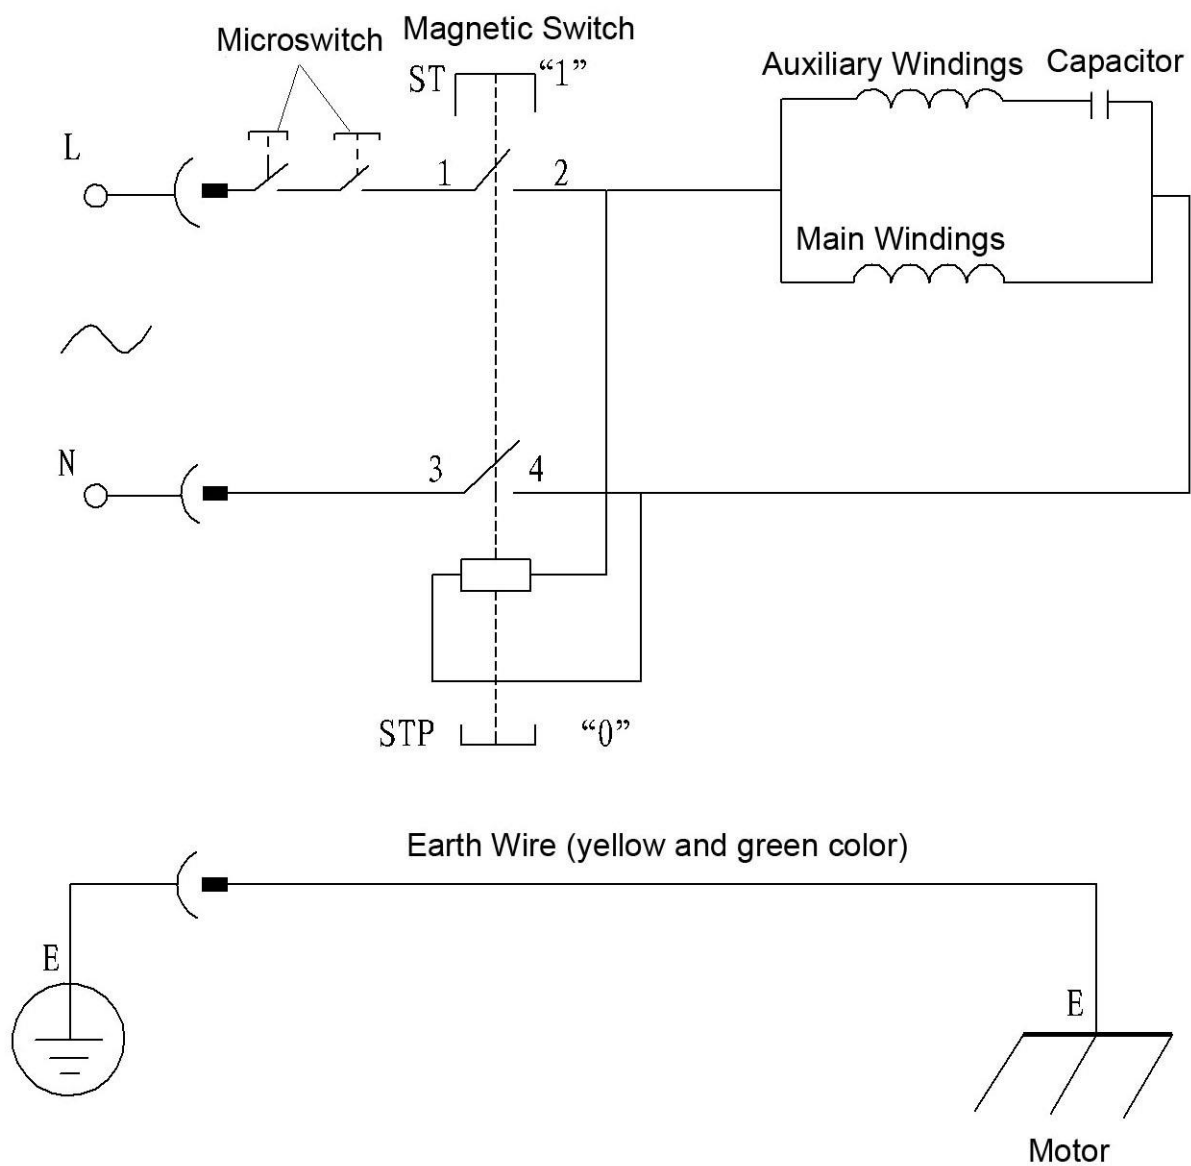 Microswitch
Magnetic Switch
ST “1”
Auxiliary Windings
Capacitor
L
1 2
Main Windings
N
3 4
STP “0”
Earth Wire (yellow and green color)
E
E
Motor